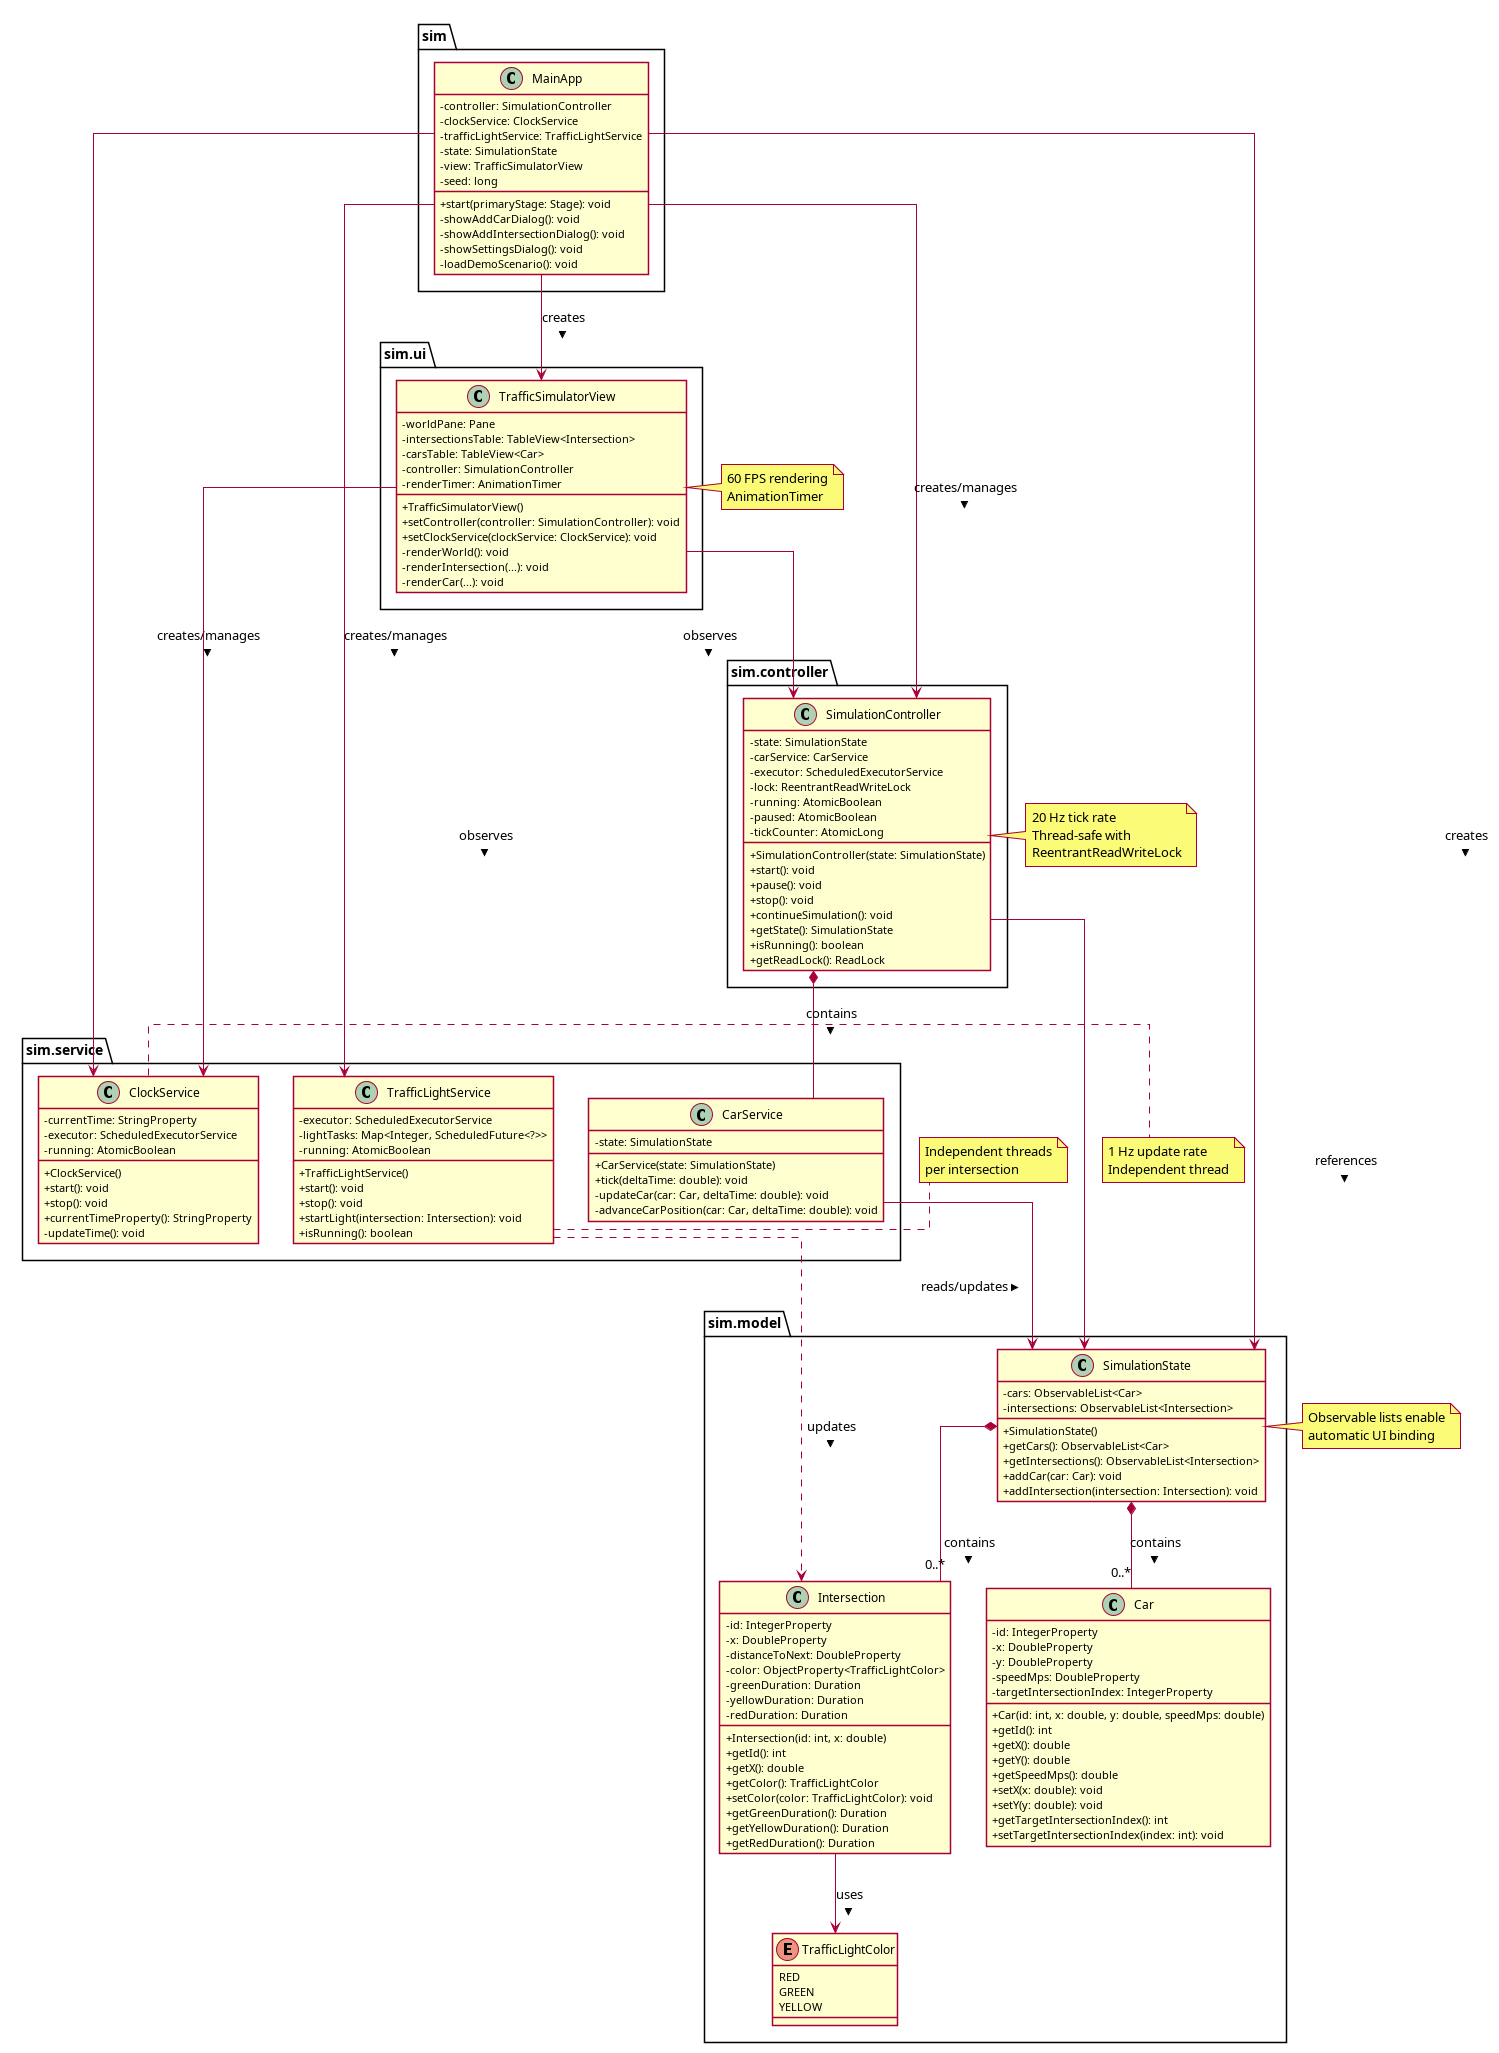 sim
C MainApp
-controller: SimulationController
-clockService: ClockService
-trafficLightService: TrafficLightService
-state: SimulationState
-view: TrafficSimulatorView
-seed: long
+start(primaryStage: Stage): void
-showAddCarDialog(): void
-showAddIntersectionDialog(): void
-showSettingsDialog(): void
-loadDemoScenario(): void
creates
sim.ui
C TrafficSimulatorView
-worldPane: Pane
-intersectionsTable: TableView<Intersection>
-carsTable: TableView<Car>
-controller: SimulationController
-renderTimer: AnimationTimer
+TrafficSimulatorView()
+setController(controller: SimulationController): void
+setClockService(clockService: ClockService): void
-renderWorld(): void
-renderIntersection(...): void
-renderCar(...): void
60 FPS rendering
AnimationTimer
creates/manages
creates/manages
creates/manages
observes
sim.controller
C SimulationController
-state: SimulationState
-carService: CarService
-executor: ScheduledExecutorService
-lock: ReentrantReadWriteLock
-running: AtomicBoolean
-paused: AtomicBoolean
-tickCounter: AtomicLong
+SimulationController(state: SimulationState)
+start(): void
+pause(): void
+stop(): void
+continueSimulation(): void
+getState(): SimulationState
+isRunning(): boolean
+getReadLock(): ReadLock
20 Hz tick rate
Thread-safe with
ReentrantReadWriteLock
observes
creates
contains
sim.service
C ClockService
-currentTime: StringProperty
-executor: ScheduledExecutorService
-running: AtomicBoolean
+ClockService()
+start(): void
+stop(): void
+currentTimeProperty(): StringProperty
-updateTime(): void
C TrafficLightService
-executor: ScheduledExecutorService
-lightTasks: Map<Integer, ScheduledFuture<?>>
-running: AtomicBoolean
+TrafficLightService()
+start(): void
+stop(): void
+startLight(intersection: Intersection): void
+isRunning(): boolean
C CarService
-state: SimulationState
+CarService(state: SimulationState)
+tick(deltaTime: double): void
-updateCar(car: Car, deltaTime: double): void
-advanceCarPosition(car: Car, deltaTime: double): void
Independent threads
per intersection
1 Hz update rate
Independent thread
references
reads/updates
sim.model
C SimulationState
-cars: ObservableList<Car>
-intersections: ObservableList<Intersection>
+SimulationState()
+getCars(): ObservableList<Car>
+getIntersections(): ObservableList<Intersection>
+addCar(car: Car): void
+addIntersection(intersection: Intersection): void
Observable lists enable
automatic UI binding
updates
contains
0..*
contains
0..*
C Intersection
-id: IntegerProperty
-x: DoubleProperty
-distanceToNext: DoubleProperty
-color: ObjectProperty<TrafficLightColor>
-greenDuration: Duration
-yellowDuration: Duration
-redDuration: Duration
+Intersection(id: int, x: double)
+getId(): int
+getX(): double
+getColor(): TrafficLightColor
+setColor(color: TrafficLightColor): void
+getGreenDuration(): Duration
+getYellowDuration(): Duration
+getRedDuration(): Duration
C Car
-id: IntegerProperty
-x: DoubleProperty
-y: DoubleProperty
-speedMps: DoubleProperty
-targetIntersectionIndex: IntegerProperty
+Car(id: int, x: double, y: double, speedMps: double)
+getId(): int
+getX(): double
+getY(): double
+getSpeedMps(): double
+setX(x: double): void
+setY(y: double): void
+getTargetIntersectionIndex(): int
+setTargetIntersectionIndex(index: int): void
uses
E TrafficLightColor
RED
GREEN
YELLOW